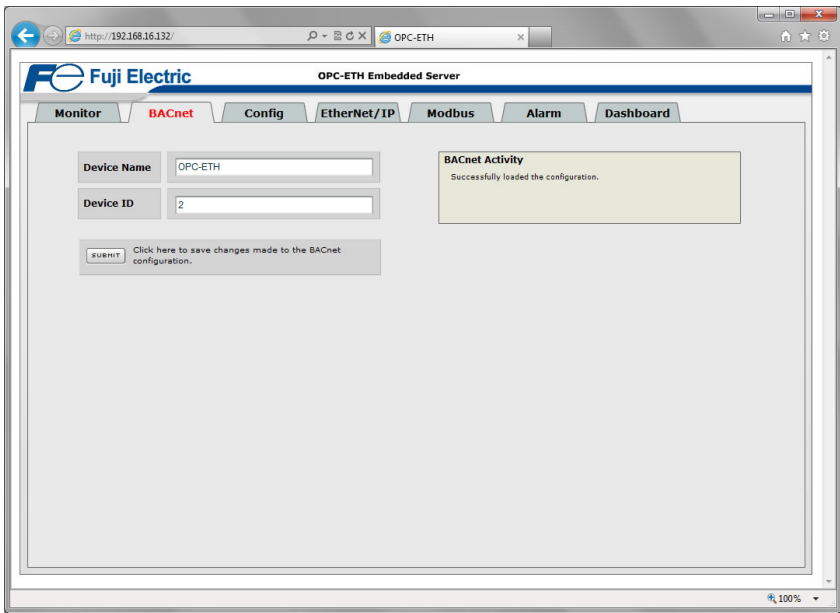 http://192.168.16.132/
OPC-ETH
Fuji Electric
OPC-ETH Embedded Server
Monitor BACnet Config EtherNet/IP Modbus Alarm Dashboard
Device Name OPC-ETH
Device ID 2
SUBMIT Click here to save changes made to the BACnet
configuration.
BACnet Activity
Successfully loaded the configuration.
100%